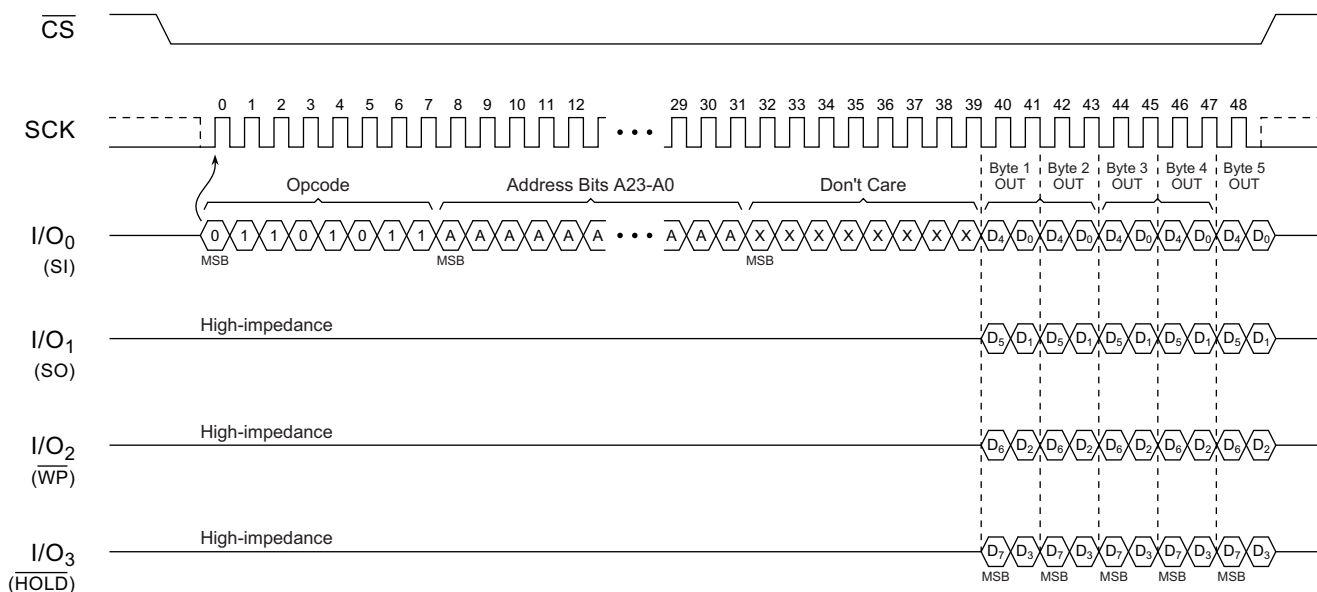 CS
SCK
0 1 2 3 4 5 6 7 8 9 10 11 12 • • • 29 30 31 32 33 34 35 36 37 38 39 40 41 42 43 44 45 46 47 48
Opcode
Address Bits A23-A0
Don't Care
Byte 1 OUT
Byte 2 OUT
Byte 3 OUT
Byte 4 OUT
Byte 5 OUT
I/O0
(SI)
0 1 1 0 1 0 1 1 A A A A A A • • • A A A X X X X X X X X D4 D0 D4 D0 D4 D0 D4 D0 D4 D0
MSB MSB MSB
I/O1
(SO)
High-impedance
D5 D1 D5 D1 D5 D1 D5 D1 D5 D1
I/O2
(WP)
High-impedance
D6 D2 D6 D2 D6 D2 D6 D2 D6 D2
I/O3
(HOLD)
High-impedance
D7 D3 D7 D3 D7 D3 D7 D3 D7 D3
MSB MSB MSB MSB MSB